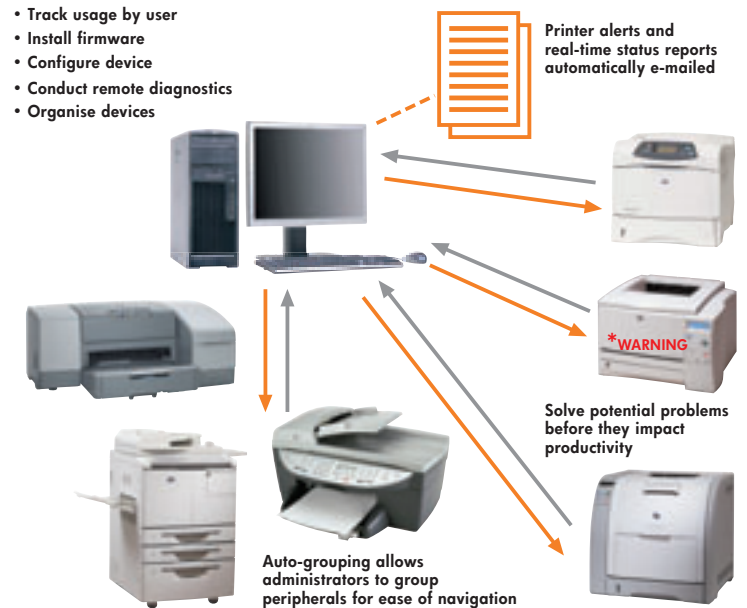 • Track usage by user
• Install firmware
• Configure device
• Conduct remote diagnostics
• Organise devices
Printer alerts and
real-time status reports
automatically e-mailed
*WARNING
Solve potential problems
before they impact
productivity
Auto-grouping allows
administrators to group
peripherals for ease of navigation